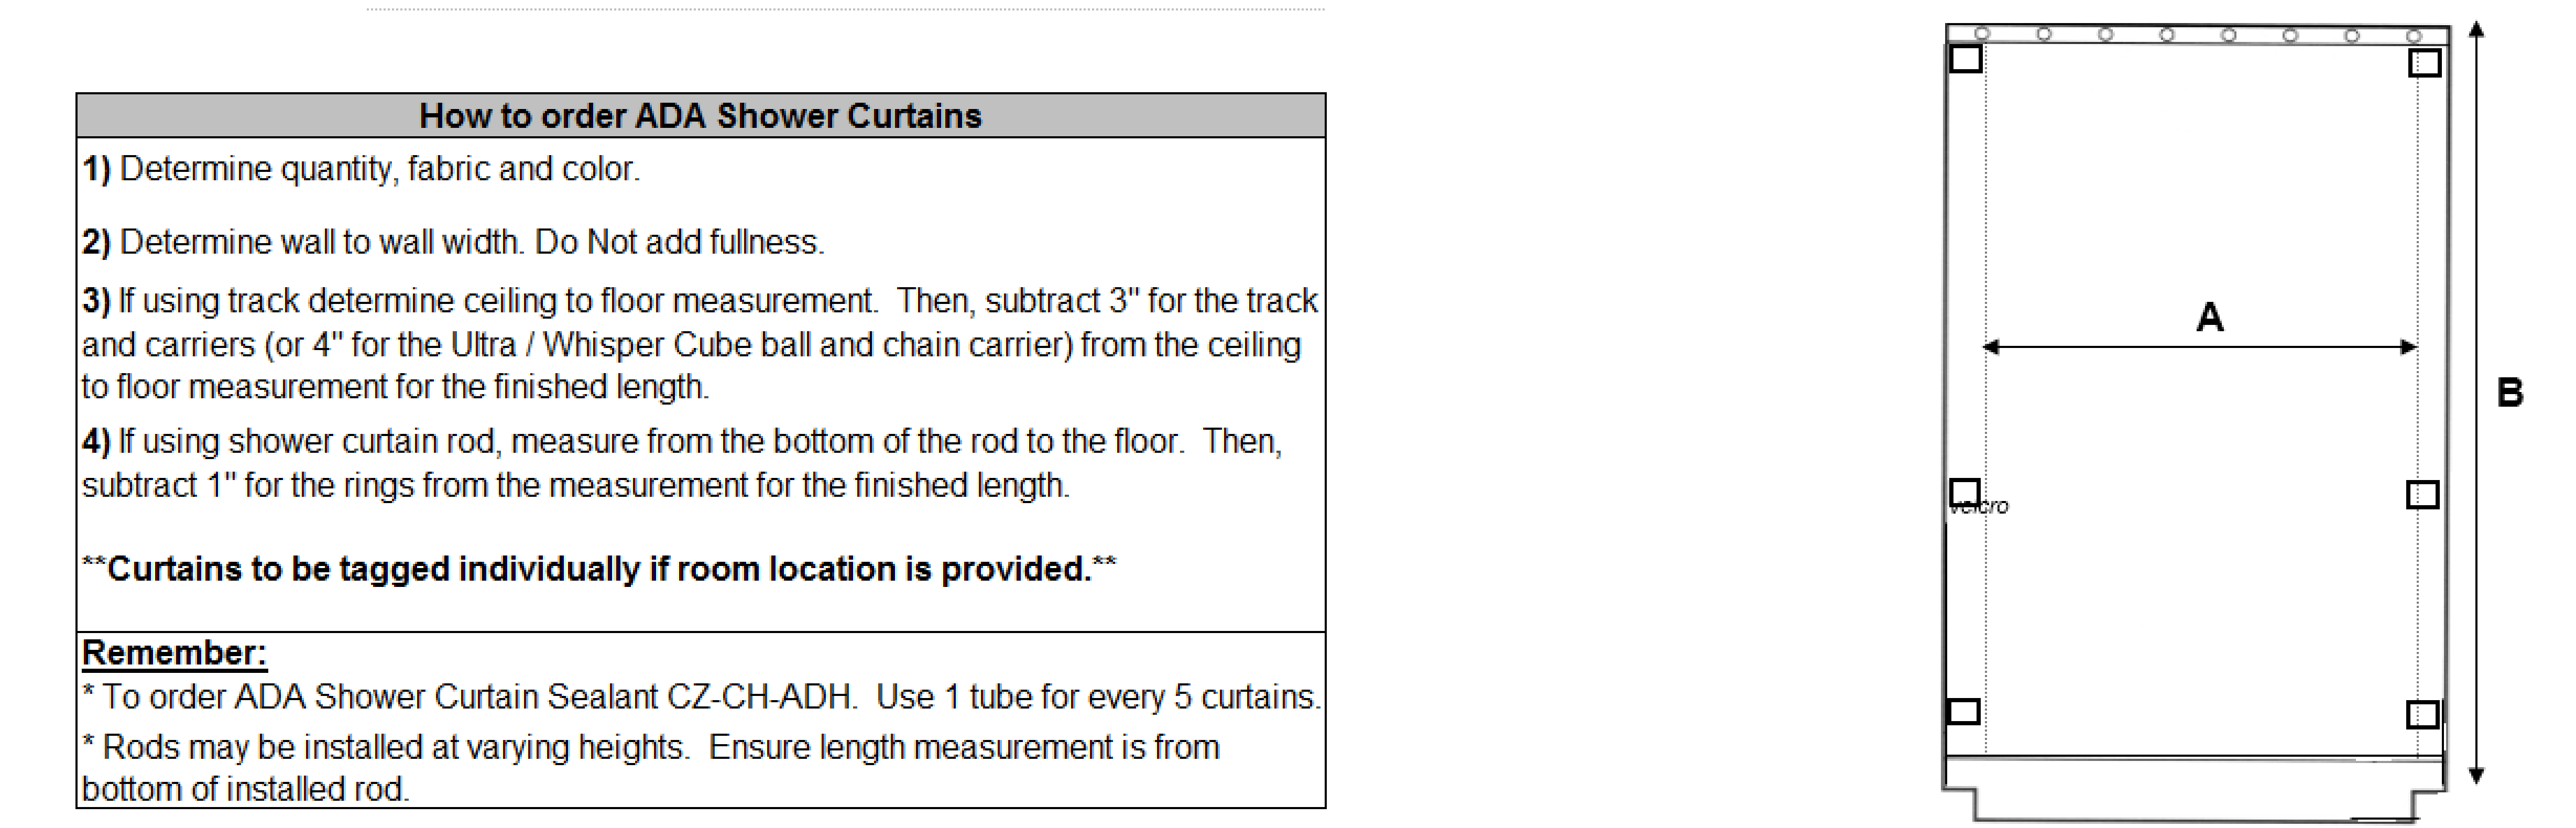 How to order ADA Shower Curtains
1) Determine quantity, fabric and color.
2) Determine wall to wall width. Do Not add fullness.
3) If using track determine ceiling to floor measurement.  Then, subtract 3" for the track
and carriers (or 4" for the Ultra / Whisper Cube ball and chain carrier) from the ceiling
to floor measurement for the finished length.
4) If using shower curtain rod, measure from the bottom of the rod to the floor.  Then,
subtract 1" for the rings from the measurement for the finished length.
**Curtains to be tagged individually if room location is provided.**
Remember:
* To order ADA Shower Curtain Sealant CZ-CH-ADH.  Use 1 tube for every 5 curtains.
* Rods may be installed at varying heights.  Ensure length measurement is from
bottom of installed rod.
A
B
velcro